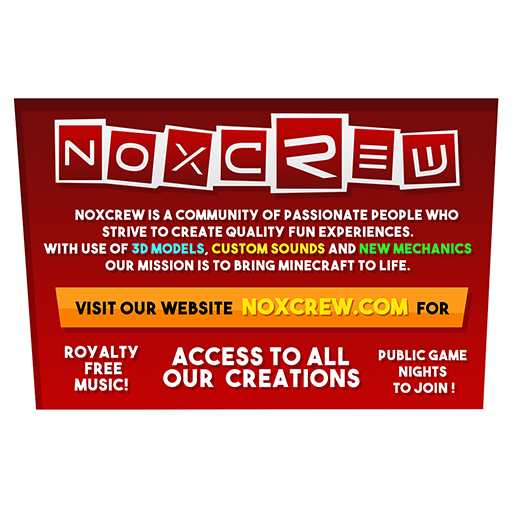 NOXCREW
NOXCREW IS A COMMUNITY OF PASSIONATE PEOPLE WHO
STRIVE TO CREATE QUALITY FUN EXPERIENCES.
WITH USE OF 3D MODELS, CUSTOM SOUNDS AND NEW MECHANICS
OUR MISSION IS TO BRING MINECRAFT TO LIFE.
VISIT OUR WEBSITE NOXCREW.COM FOR
ROYALTY
FREE
MUSIC!
ACCESS TO ALL
OUR CREATIONS
PUBLIC GAME
NIGHTS
TO JOIN !